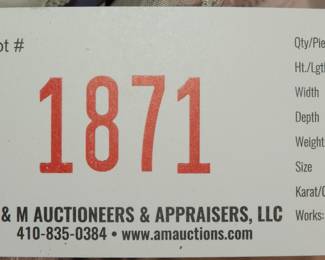 ot #
1871
& M AUCTIONEERS & APPRAISERS, LLC
410-835-0384 • www.amauctions.com
Qty/Pie
Ht./Lgt
Width
Depth
Weight
Size
Karat/C
Works: